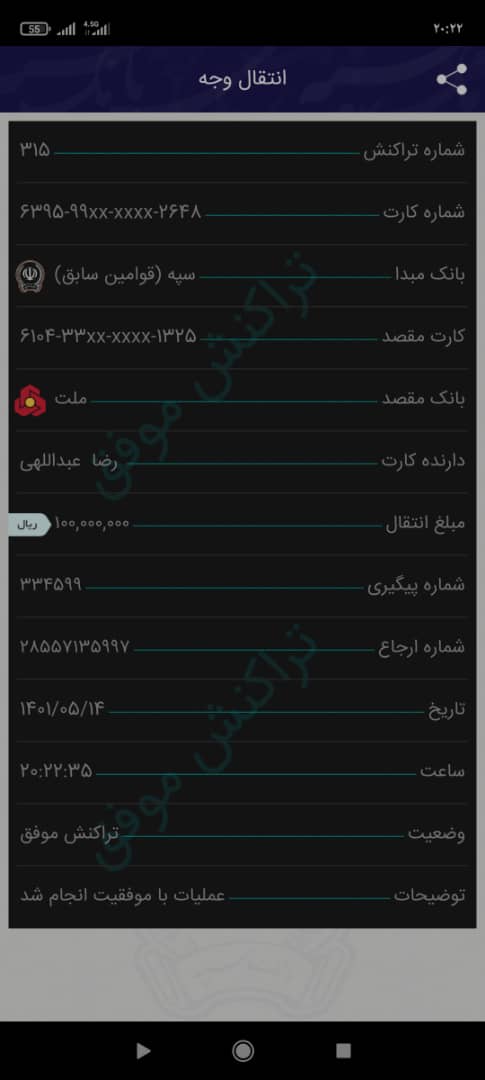 ۲۰:۲۲
4.5G
55
انتقال وجه
شماره تراکنش ۳۱۵
شماره کارت ۶۳۹۵-۹۹xx-xxxx-۲۶۴۸
بانک مبدا سپه (قوامین سابق)
کارت مقصد ۶۱۰۴-۳۳xx-xxxx-۱۳۲۵
بانک مقصد ملت
دارنده کارت رضا عبداللهی
مبلغ انتقال ۱۰۰,۰۰۰,۰۰۰ ریال
شماره پیگیری ۳۳۴۵۹۹
شماره ارجاع ۲۸۵۵۷۱۳۵۹۹۷
تاریخ ۱۴۰۱/۰۵/۱۴
ساعت ۲۰:۲۲:۳۵
وضعیت تراکنش موفق
توضیحات عملیات با موفقیت انجام شد
تراکنش موفق
تراکنش موفق